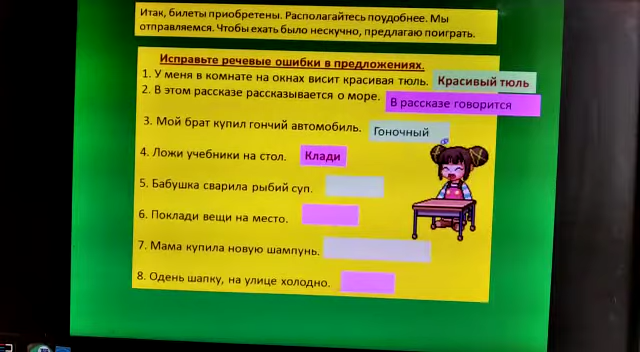 Итак, билеты приобретены. Располагайтесь поудобнее. Мы
отправляемся. Чтобы ехать было нескучно, предлагаю поиграть.
Исправьте речевые ошибки в предложениях.
1. У меня в комнате на окнах висит красивая тюль. Красивый тюль
2. В этом рассказе рассказывается о море. В рассказе говорится
3. Мой брат купил гончий автомобиль. Гоночный
4. Ложи учебники на стол. Клади
5. Бабушка сварила рыбий суп.
6. Поклади вещи на место.
7. Мама купила новую шампунь.
8. Одень шапку, на улице холодно.